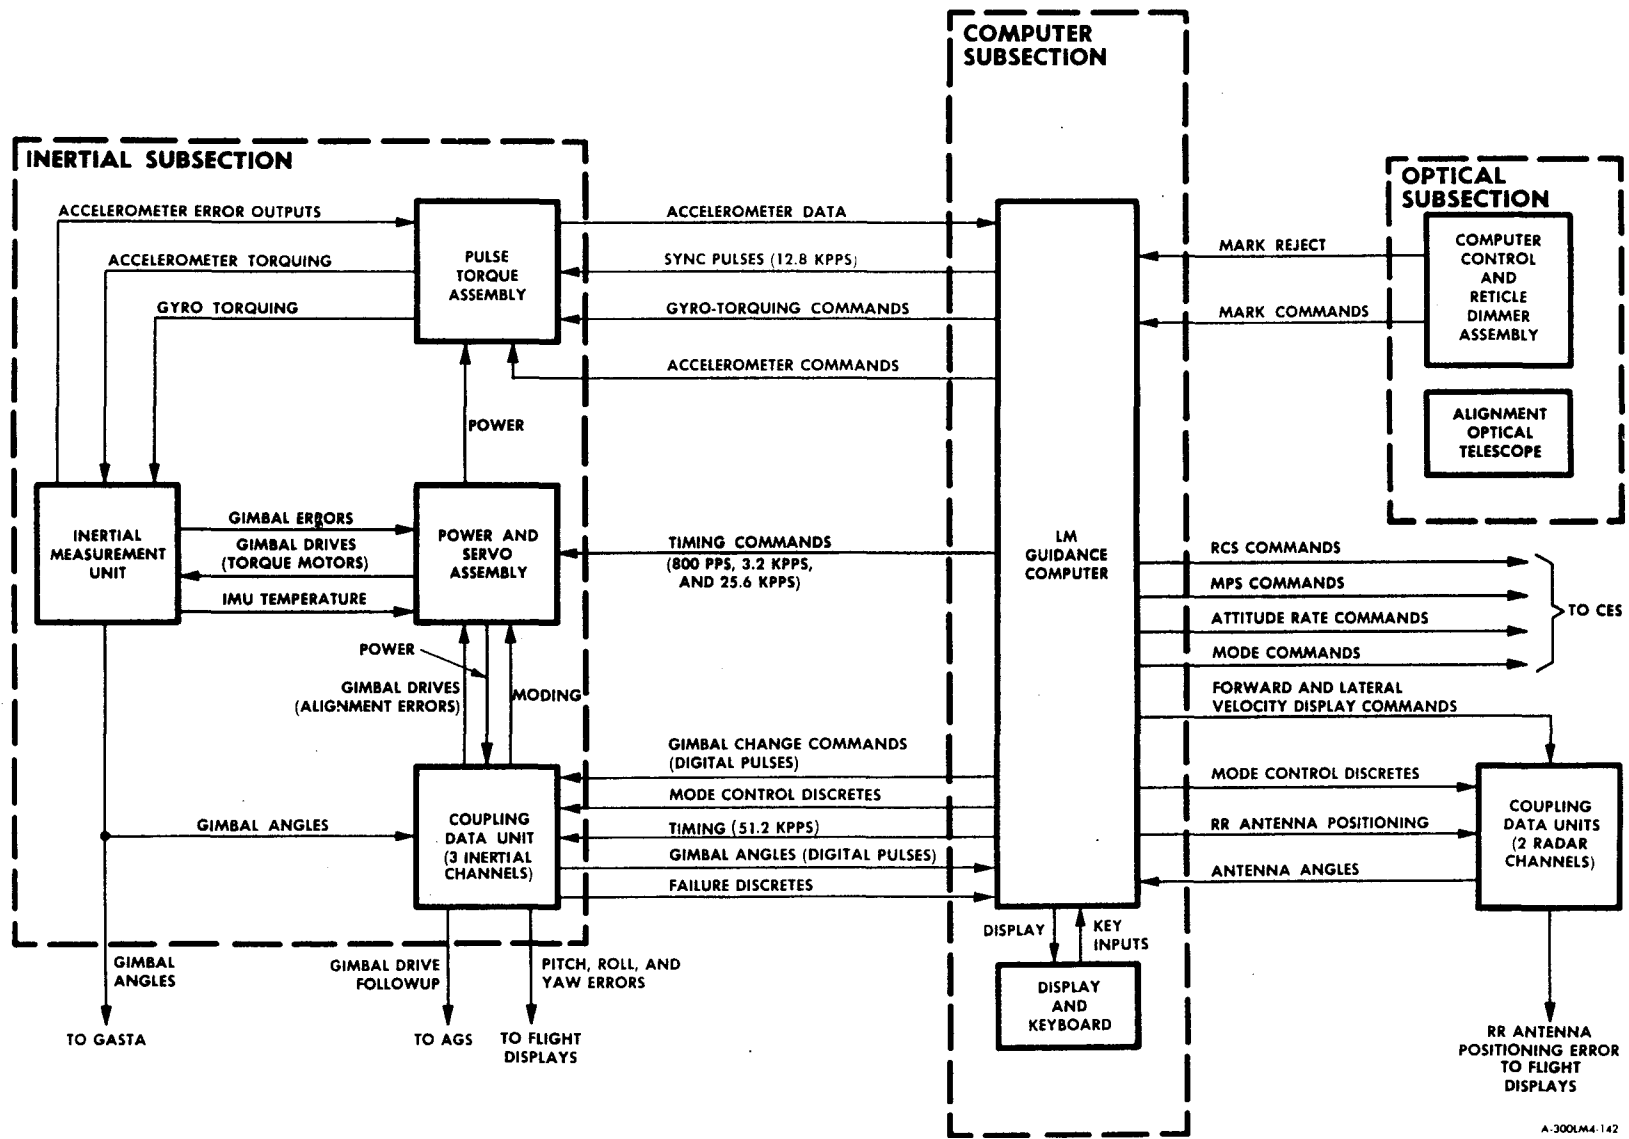 COMPUTER
SUBSECTION
INERTIAL SUBSECTION
OPTICAL
SUBSECTION
ACCELEROMETER ERROR OUTPUTS
ACCELEROMETER TORQUING
GYRO TORQUING
PULSE
TORQUE
ASSEMBLY
ACCELEROMETER DATA
SYNC PULSES (12.8 KPPS)
GYRO-TORQUING COMMANDS
ACCELEROMETER COMMANDS
MARK REJECT
MARK COMMANDS
COMPUTER
CONTROL
AND
RETICLE
DIMMER
ASSEMBLY
ALIGNMENT
OPTICAL
TELESCOPE
POWER
INERTIAL
MEASUREMENT
UNIT
GIMBAL ERRORS
GIMBAL DRIVES
(TORQUE MOTORS)
IMU TEMPERATURE
POWER AND
SERVO
ASSEMBLY
TIMING COMMANDS
(800 PPS, 3.2 KPPS,
AND 25.6 KPPS)
LM
GUIDANCE
COMPUTER
RCS COMMANDS
MPS COMMANDS
ATTITUDE RATE COMMANDS
MODE COMMANDS
TO CES
POWER
GIMBAL DRIVES
(ALIGNMENT ERRORS)
MODING
FORWARD AND LATERAL
VELOCITY DISPLAY COMMANDS
GIMBAL CHANGE COMMANDS
(DIGITAL PULSES)
MODE CONTROL DISCRETES
TIMING (51.2 KPPS)
GIMBAL ANGLES (DIGITAL PULSES)
FAILURE DISCRETES
GIMBAL ANGLES
COUPLING
DATA UNIT
(3 INERTIAL
CHANNELS)
MODE CONTROL DISCRETES
RR ANTENNA POSITIONING
ANTENNA ANGLES
COUPLING
DATA UNITS
(2 RADAR
CHANNELS)
DISPLAY
KEY
INPUTS
DISPLAY
AND
KEYBOARD
GIMBAL
ANGLES
GIMBAL DRIVE
FOLLOWUP
PITCH, ROLL, AND
YAW ERRORS
TO GASTA
TO AGS
TO FLIGHT
DISPLAYS
RR ANTENNA
POSITIONING ERROR
TO FLIGHT
DISPLAYS
A-300LM4-142